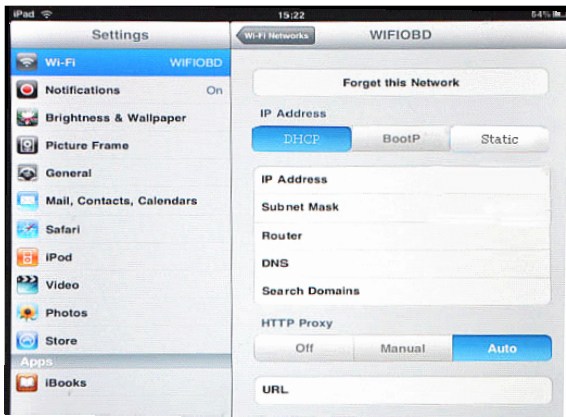 iPad 15:22 54%
Settings
Wi-Fi WIFIOBD
Notifications On
Brightness & Wallpaper
Picture Frame
General
Mail, Contacts, Calendars
Safari
iPod
Video
Photos
Store
Apps
iBooks
Wi-Fi Networks WIFIOBD
Forget this Network
IP Address
DHCP BootP Static
IP Address
Subnet Mask
Router
DNS
Search Domains
HTTP Proxy
Off Manual Auto
URL